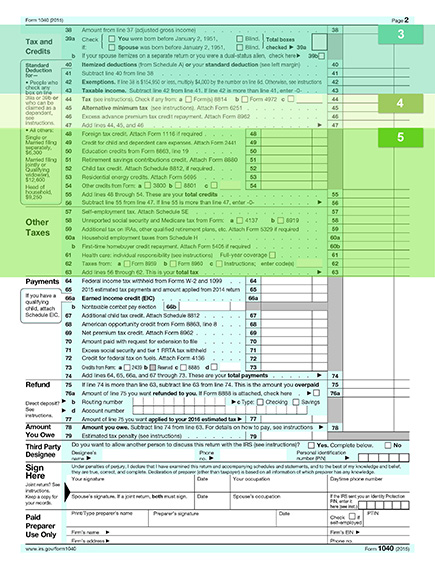 Form 1040 (2015) Page 2
3
38 Amount from line 37 (adjusted gross income) 38
Tax and Credits
39a Check if: You were born before January 2, 1951, Blind. Total boxes
Spouse was born before January 2, 1951, Blind. checked 39a
b If your spouse itemizes on a separate return or you were a dual-status alien, check here 39b
Standard Deduction for—
• People who check any box on line 39a or 39b or who can be claimed as a dependent, see instructions.
40 Itemized deductions (from Schedule A) or your standard deduction (see left margin) 40
41 Subtract line 40 from line 38 41
42 Exemptions. If line 38 is $154,950 or less, multiply $4,000 by the number on line 6d. Otherwise, see instructions 42
43 Taxable income. Subtract line 42 from line 41. If line 42 is more than line 41, enter -0- 43
4
44 Tax (see instructions). Check if any from: a Form(s) 8814 b Form 4972 c 44
45 Alternative minimum tax (see instructions). Attach Form 6251 45
46 Excess advance premium tax credit repayment. Attach Form 8962 46
47 Add lines 44, 45, and 46 47
5
• All others:
Single or Married filing separately, $6,300
Married filing jointly or Qualifying widow(er), $12,600
Head of household, $9,250
48 Foreign tax credit. Attach Form 1116 if required 48
49 Credit for child and dependent care expenses. Attach Form 2441 49
50 Education credits from Form 8863, line 19 50
51 Retirement savings contributions credit. Attach Form 8880 51
52 Child tax credit. Attach Schedule 8812, if required 52
53 Residential energy credits. Attach Form 5695 53
54 Other credits from Form: a 3800 b 8801 c 54
55 Add lines 48 through 54. These are your total credits 55
56 Subtract line 55 from line 47. If line 55 is more than line 47, enter -0- 56
Other Taxes
57 Self-employment tax. Attach Schedule SE 57
58 Unreported social security and Medicare tax from Form: a 4137 b 8919 58
59 Additional tax on IRAs, other qualified retirement plans, etc. Attach Form 5329 if required 59
60a Household employment taxes from Schedule H 60a
b First-time homebuyer credit repayment. Attach Form 5405 if required 60b
61 Health care: individual responsibility (see instructions) Full-year coverage 61
62 Taxes from: a Form 8959 b Form 8960 c Instructions; enter code(s) 62
63 Add lines 56 through 62. This is your total tax 63
Payments
64 Federal income tax withheld from Forms W-2 and 1099 64
65 2015 estimated tax payments and amount applied from 2014 return 65
If you have a qualifying child, attach Schedule EIC.
66a Earned income credit (EIC) 66a
b Nontaxable combat pay election 66b
67 Additional child tax credit. Attach Schedule 8812 67
68 American opportunity credit from Form 8863, line 8 68
69 Net premium tax credit. Attach Form 8962 69
70 Amount paid with request for extension to file 70
71 Excess social security and tier 1 RRTA tax withheld 71
72 Credit for federal tax on fuels. Attach Form 4136 72
73 Credits from Form: a 2439 b Reserved c 8885 d 73
74 Add lines 64, 65, 66a, and 67 through 73. These are your total payments 74
Refund
75 If line 74 is more than line 63, subtract line 63 from line 74. This is the amount you overpaid 75
76a Amount of line 75 you want refunded to you. If Form 8888 is attached, check here 76a
Direct deposit? See instructions.
b Routing number c Type: Checking Savings
d Account number
77 Amount of line 75 you want applied to your 2016 estimated tax 77
Amount You Owe
78 Amount you owe. Subtract line 74 from line 63. For details on how to pay, see instructions 78
79 Estimated tax penalty (see instructions) 79
Third Party Designee
Do you want to allow another person to discuss this return with the IRS (see instructions)? Yes. Complete below. No
Designee's name Phone no. Personal identification number (PIN)
Sign Here
Joint return? See instructions. Keep a copy for your records.
Under penalties of perjury, I declare that I have examined this return and accompanying schedules and statements, and to the best of my knowledge and belief,
they are true, correct, and complete. Declaration of preparer (other than taxpayer) is based on all information of which preparer has any knowledge.
Your signature Date Your occupation Daytime phone number
Spouse's signature. If a joint return, both must sign. Date Spouse's occupation If the IRS sent you an Identity Protection PIN, enter it here (see inst.)
Paid Preparer Use Only
Print/Type preparer's name Preparer's signature Date Check if self-employed PTIN
Firm's name Firm's EIN
Firm's address Phone no.
www.irs.gov/form1040 Form 1040 (2015)